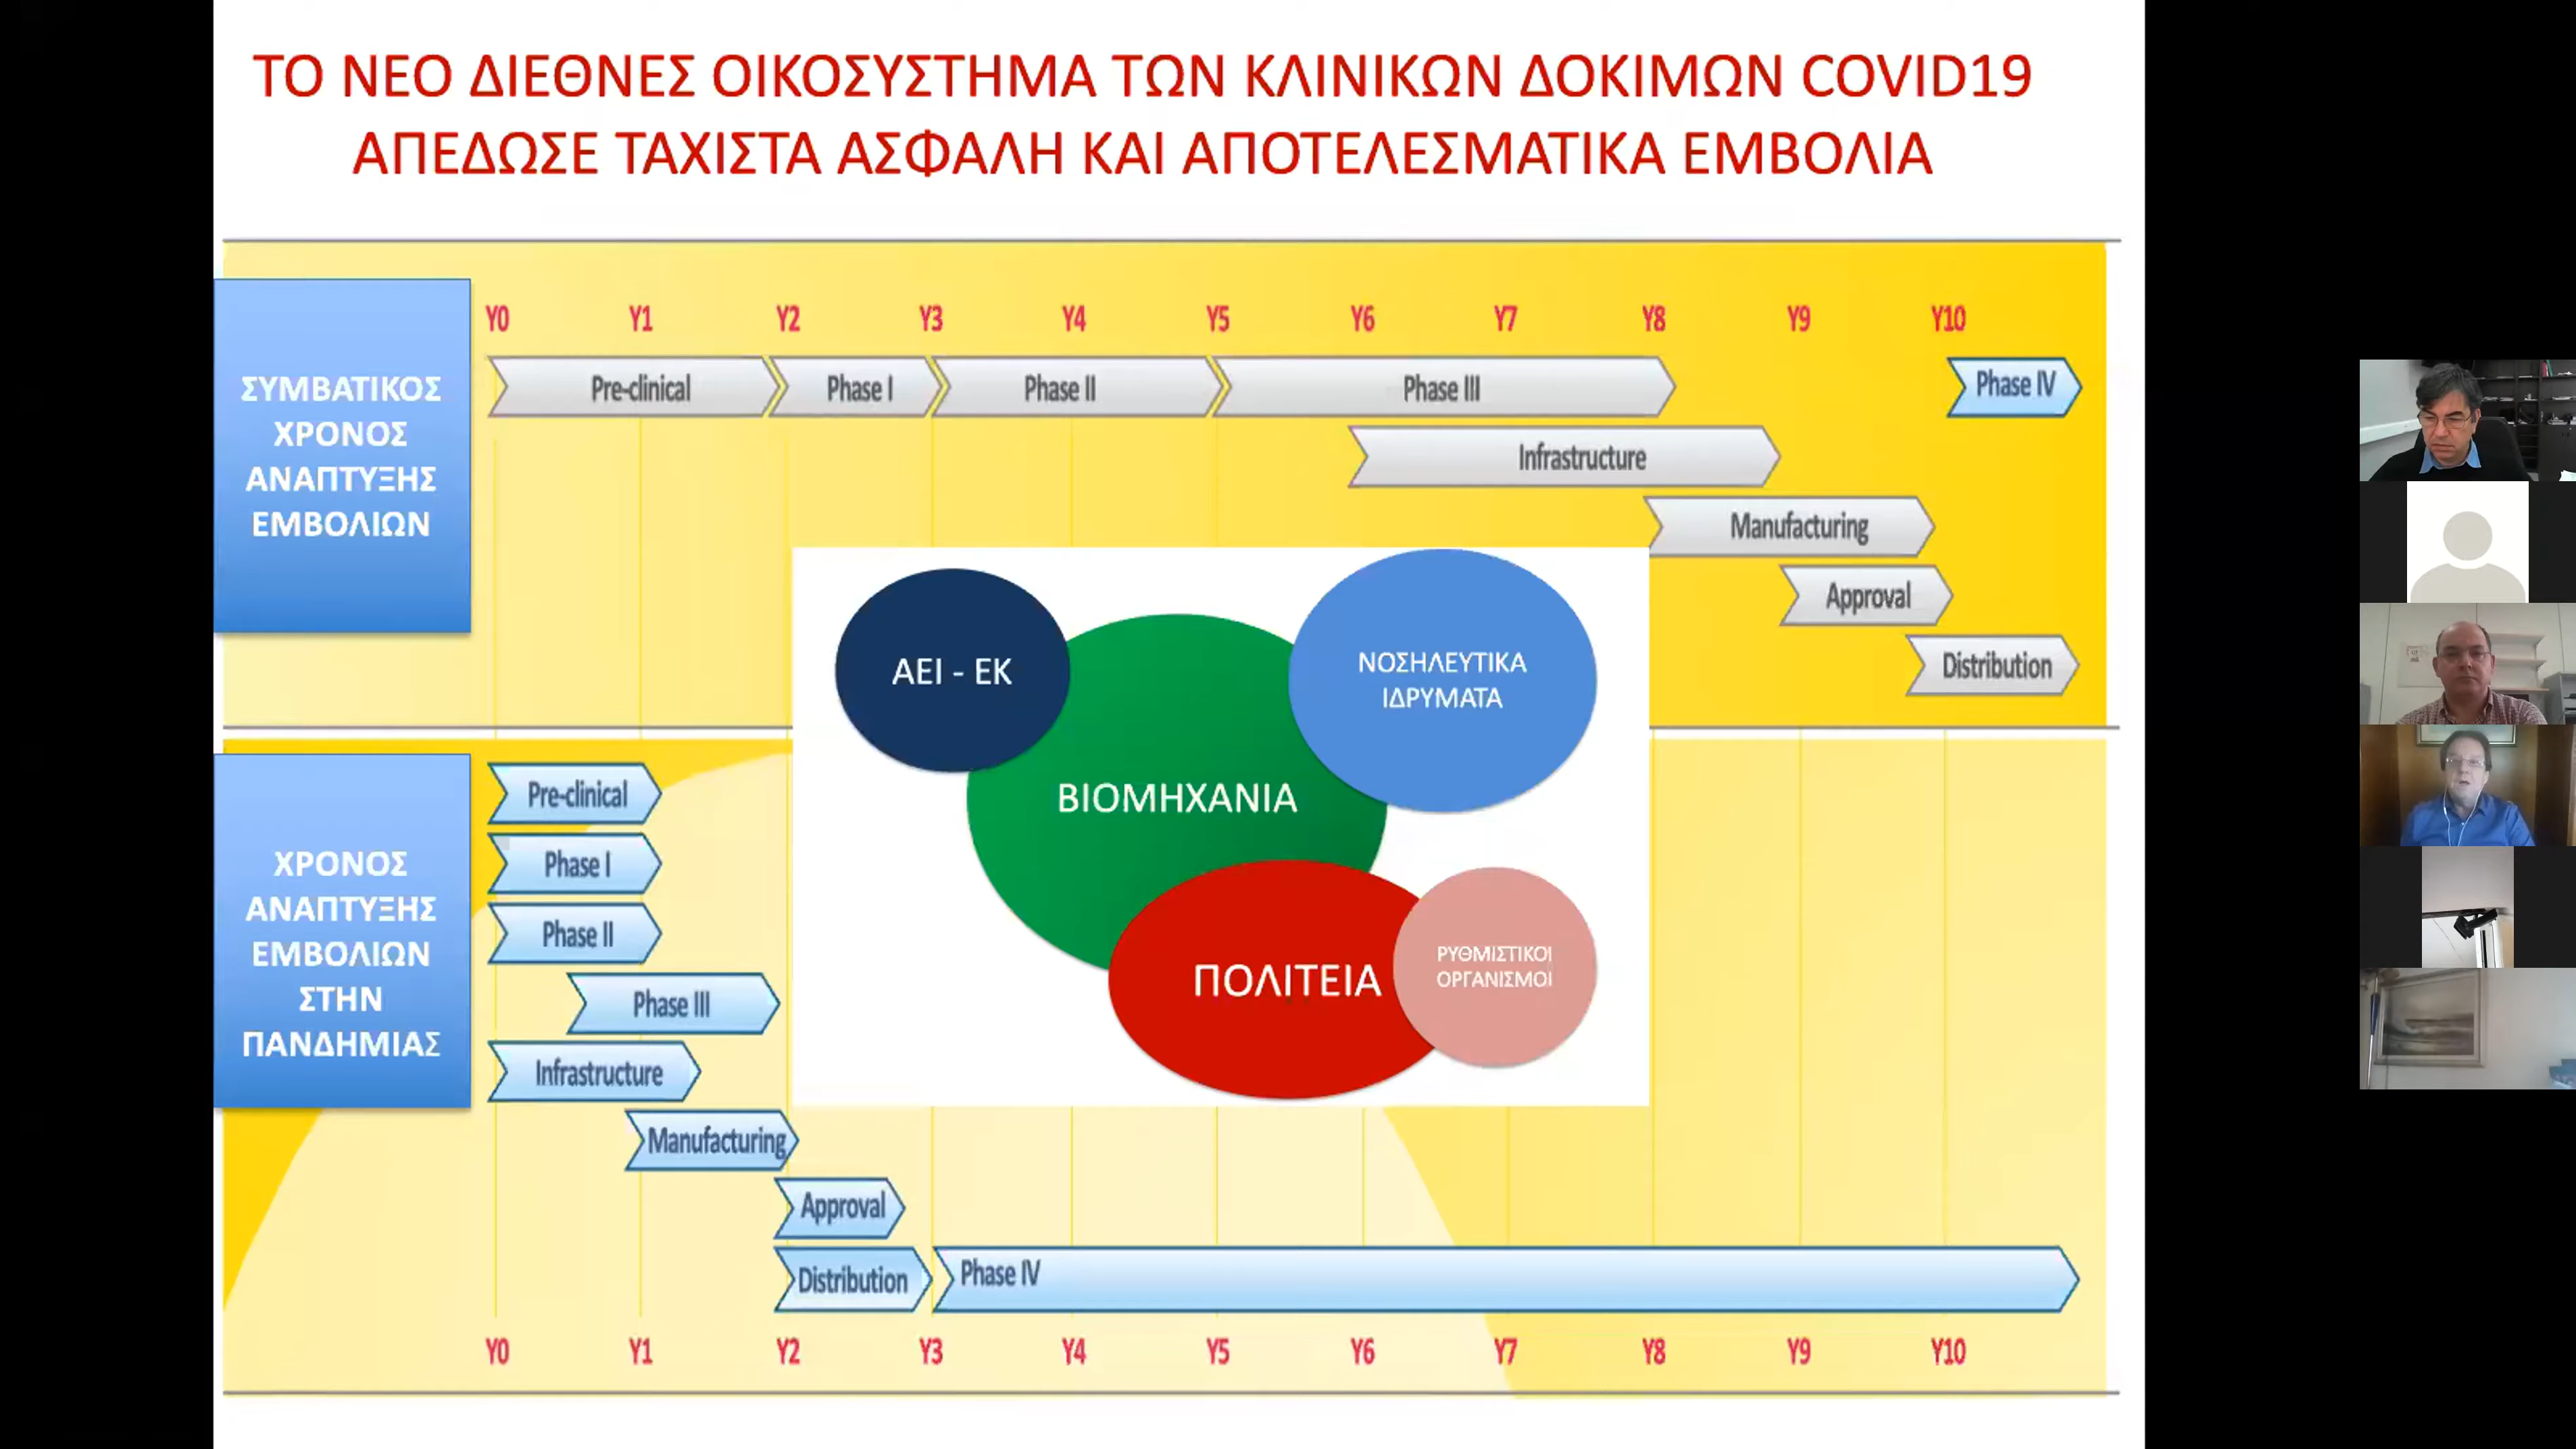 ΤΟ ΝΕΟ ΔΙΕΘΝΕΣ ΟΙΚΟΣΥΣΤΗΜΑ ΤΩΝ ΚΛΙΝΙΚΩΝ ΔΟΚΙΜΩΝ COVID19
ΑΠΕΔΩΣΕ ΤΑΧΙΣΤΑ ΑΣΦΑΛΗ ΚΑΙ ΑΠΟΤΕΛΕΣΜΑΤΙΚΑ ΕΜΒΟΛΙΑ
ΣΥΜΒΑΤΙΚΟΣ
ΧΡΟΝΟΣ
ΑΝΑΠΤΥΞΗΣ
ΕΜΒΟΛΙΩΝ
Y0 Y1 Y2 Y3 Y4 Y5 Y6 Y7 Y8 Y9 Y10
Pre-clinical Phase I Phase II Phase III Phase IV
Infrastructure
Manufacturing
Approval
Distribution
ΑΕΙ - ΕΚ
ΝΟΣΗΛΕΥΤΙΚΑ
ΙΔΡΥΜΑΤΑ
ΒΙΟΜΗΧΑΝΙΑ
ΠΟΛΙΤΕΙΑ
ΡΥΘΜΙΣΤΙΚΟΙ
ΟΡΓΑΝΙΣΜΟΙ
ΧΡΟΝΟΣ
ΑΝΑΠΤΥΞΗΣ
ΕΜΒΟΛΙΩΝ
ΣΤΗΝ
ΠΑΝΔΗΜΙΑΣ
Pre-clinical
Phase I
Phase II
Phase III
Infrastructure
Manufacturing
Approval
Distribution Phase IV
Y0 Y1 Y2 Y3 Y4 Y5 Y6 Y7 Y8 Y9 Y10